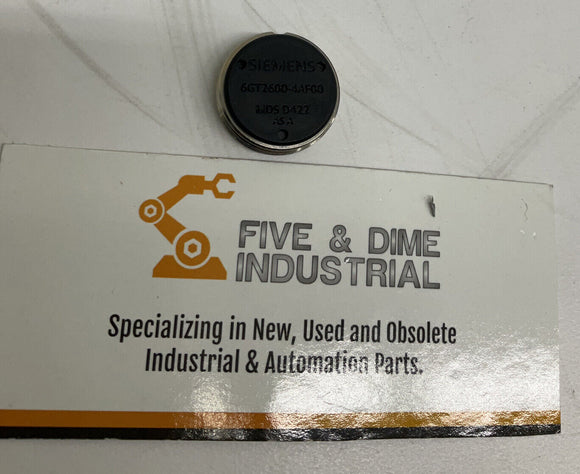 SIEMENS
6GT2600-4AF00
MDS D422
FIVE & DIME
INDUSTRIAL
Specializing in New, Used and Obsolete
Industrial & Automation Parts.